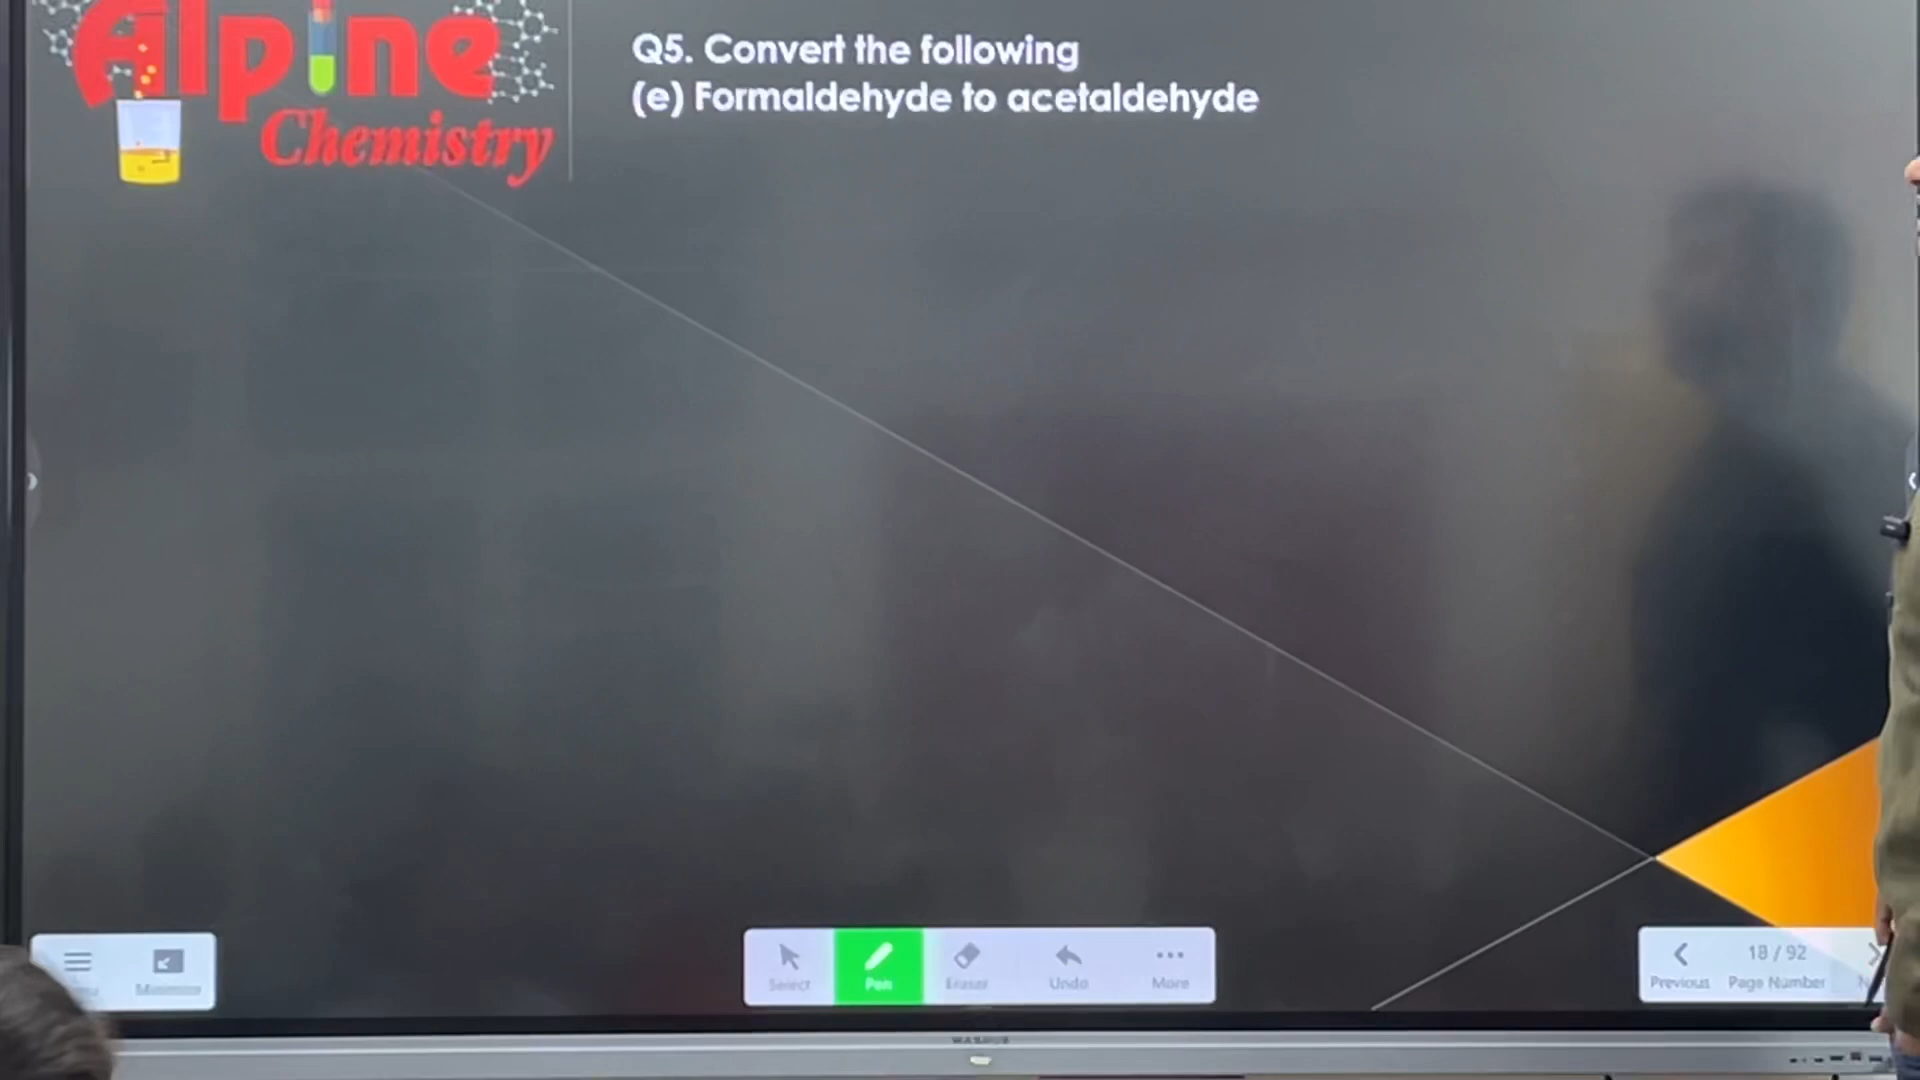 Alpine
Chemistry
Q5. Convert the following
(e) Formaldehyde to acetaldehyde
Minimize
Select
Pen
Eraser
Undo
More
18 / 92
Previous
Page Number